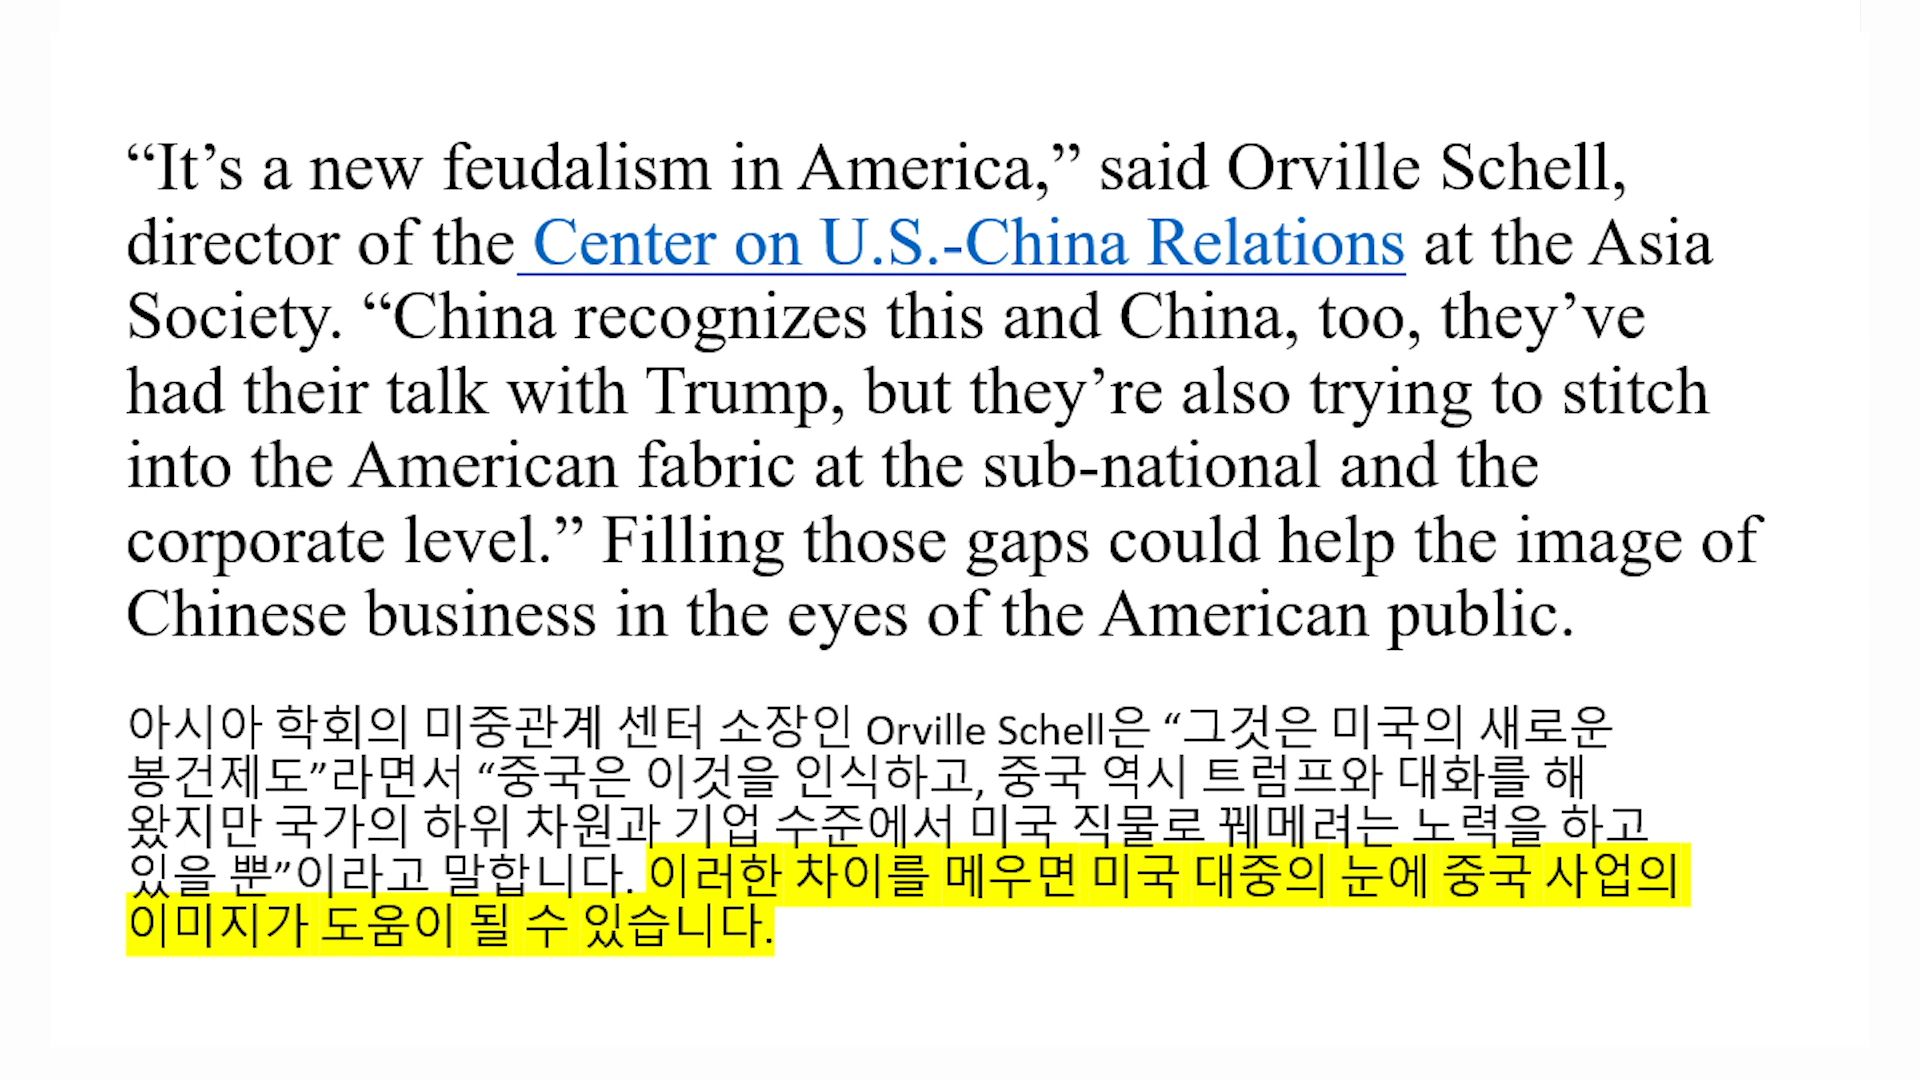 “It’s a new feudalism in America,” said Orville Schell,
director of the Center on U.S.-China Relations at the Asia
Society. “China recognizes this and China, too, they’ve
had their talk with Trump, but they’re also trying to stitch
into the American fabric at the sub-national and the
corporate level.” Filling those gaps could help the image of
Chinese business in the eyes of the American public.
아시아 학회의 미중관계 센터 소장인 Orville Schell은 “그것은 미국의 새로운
봉건제도”라면서 “중국은 이것을 인식하고, 중국 역시 트럼프와 대화를 해
왔지만 국가의 하위 차원과 기업 수준에서 미국 직물로 꿰메려는 노력을 하고
있을 뿐”이라고 말합니다. 이러한 차이를 메우면 미국 대중의 눈에 중국 사업의
이미지가 도움이 될 수 있습니다.